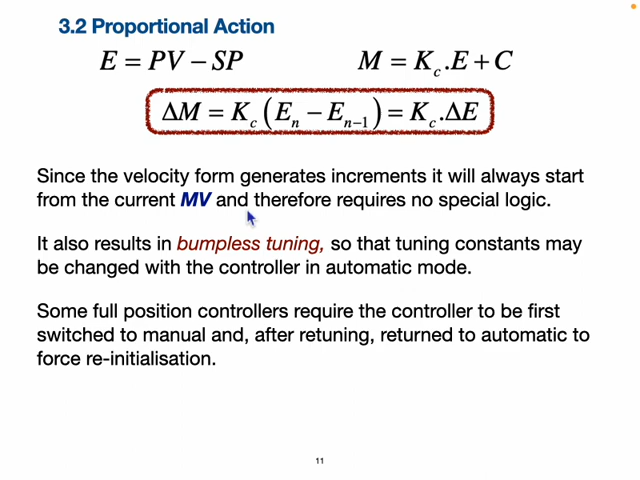 3.2 Proportional Action
E = PV − SP M = K_c.E + C
ΔM = K_c (E_n − E_{n−1}) = K_c.ΔE
Since the velocity form generates increments it will always start
from the current MV and therefore requires no special logic.
It also results in bumpless tuning, so that tuning constants may
be changed with the controller in automatic mode.
Some full position controllers require the controller to be first
switched to manual and, after retuning, returned to automatic to
force re-initialisation.
11